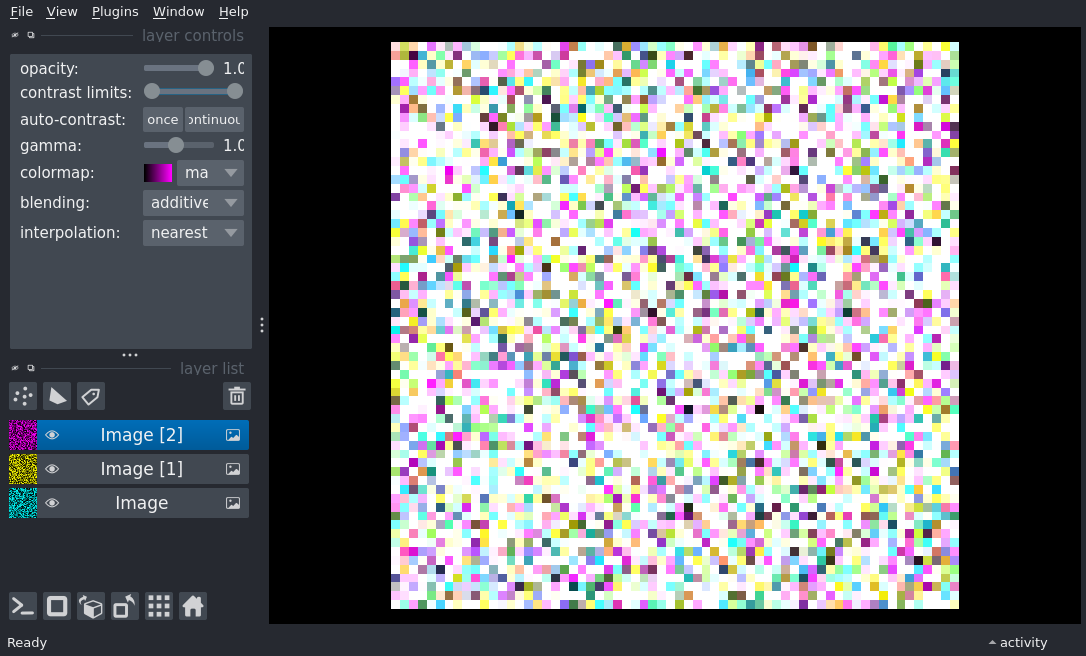 File View Plugins Window Help
layer controls
opacity: 1.0
contrast limits:
auto-contrast: once ontinuou
gamma: 1.0
colormap: ma
blending: additive
interpolation: nearest
layer list
Image [2]
Image [1]
Image
Ready activity